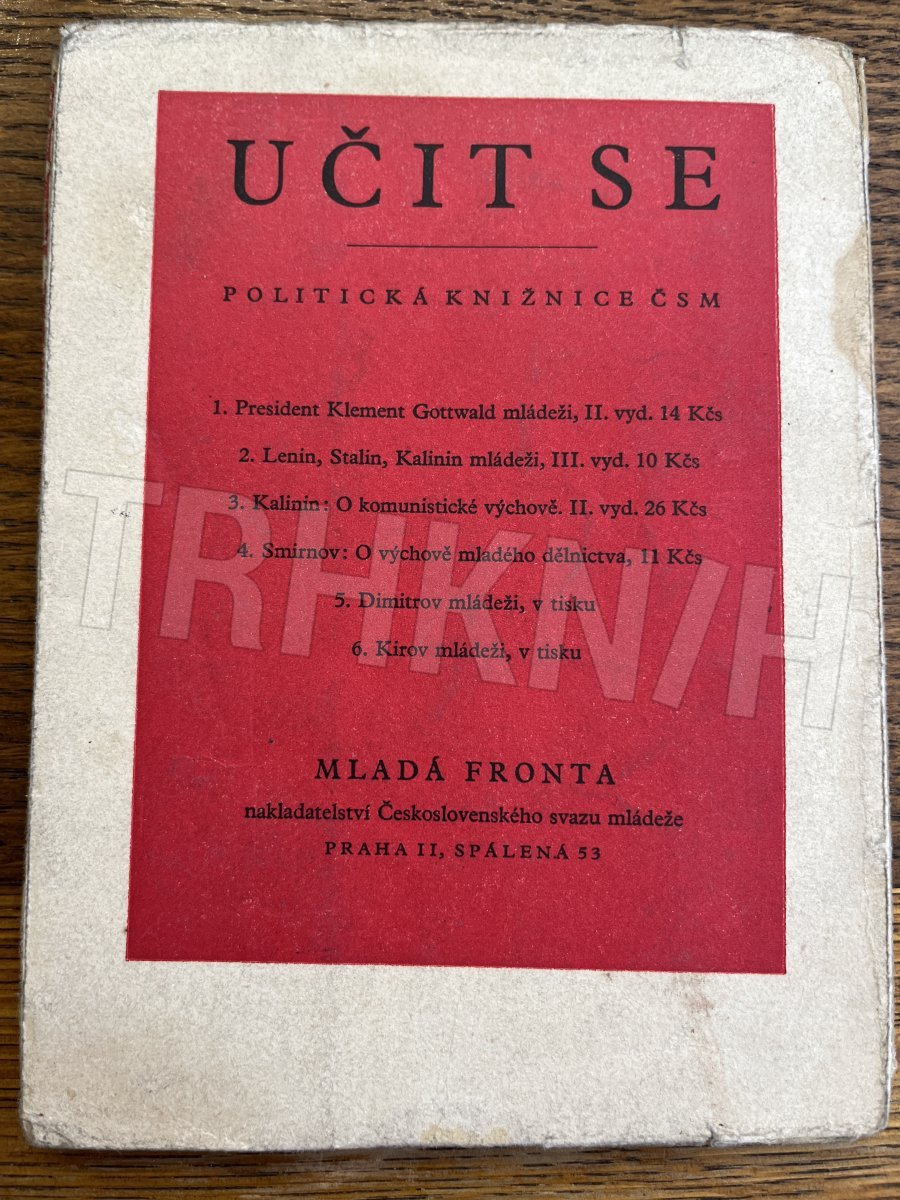 UČIT SE
POLITICKÁ KNIŽNICE ČSM
1. President Klement Gottwald mládeži, II. vyd. 14 Kčs
2. Lenin, Stalin, Kalinin mládeži, III. vyd. 10 Kčs
3. Kalinin: O komunistické výchově. II. vyd. 26 Kčs
4. Smirnov: O výchově mladého dělnictva, 11 Kčs
5. Dimitrov mládeži, v tisku
6. Kirov mládeži, v tisku
TRHKNIH
MLADÁ FRONTA
nakladatelství Československého svazu mládeže
PRAHA II, SPÁLENÁ 53